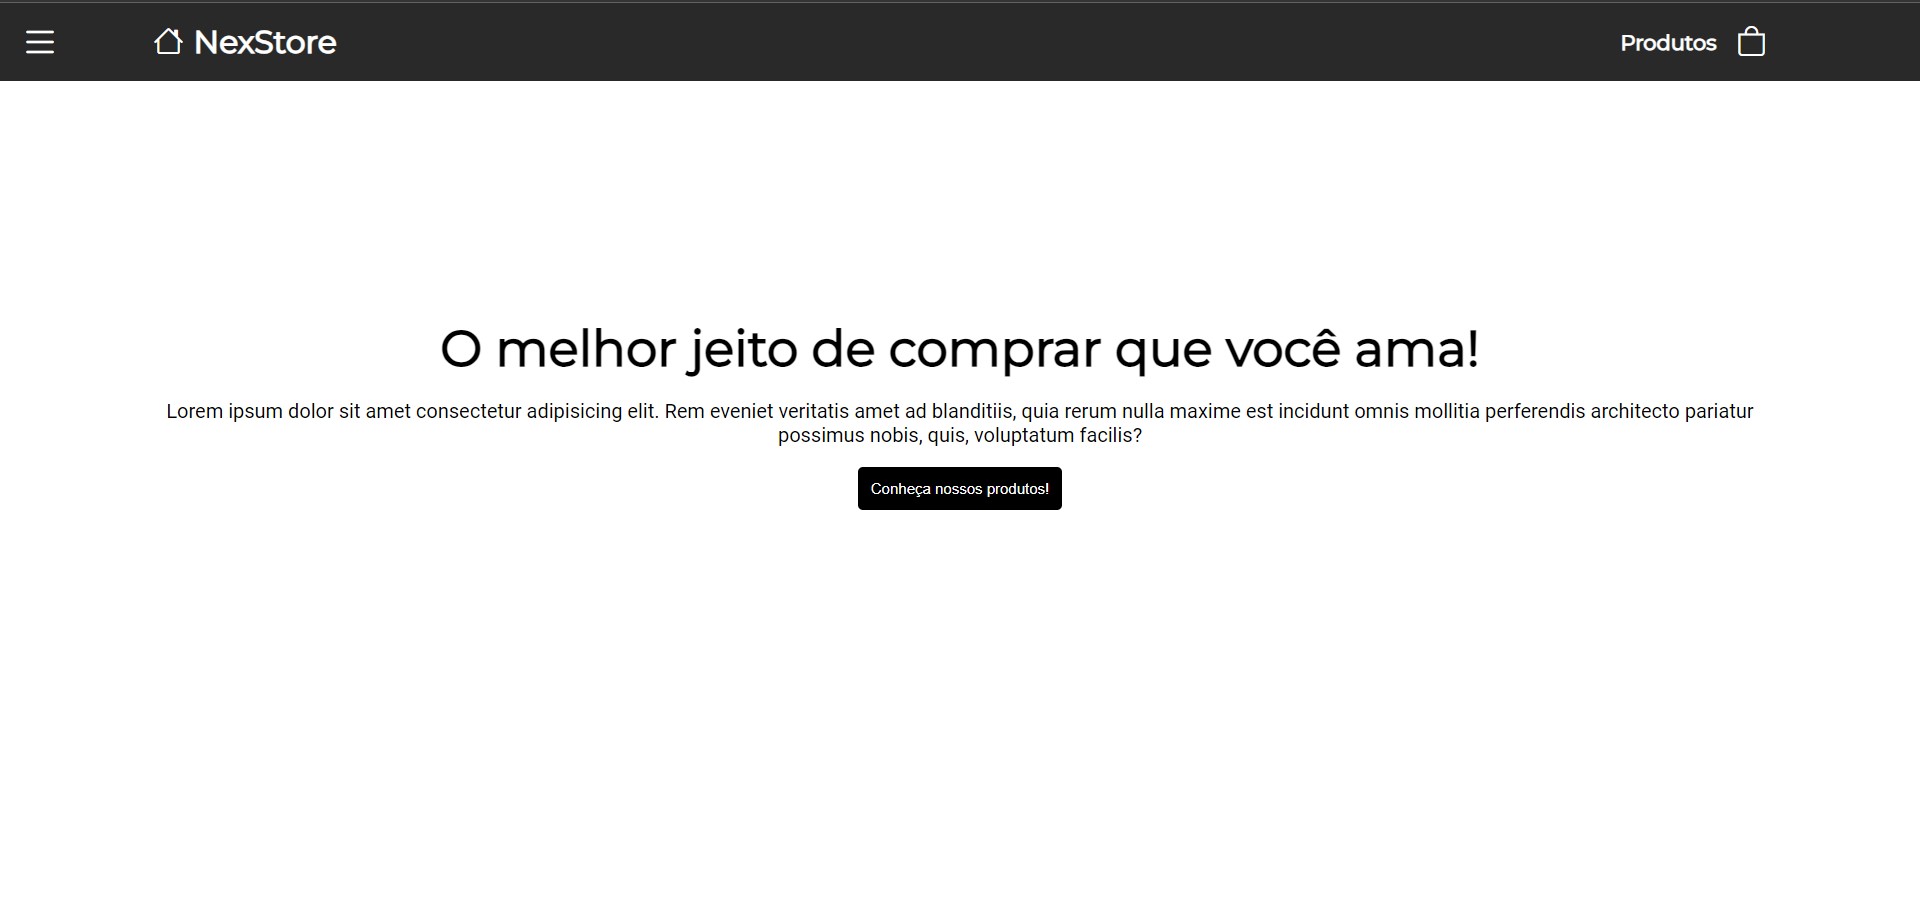 NexStore
Produtos
O melhor jeito de comprar que você ama!
Lorem ipsum dolor sit amet consectetur adipisicing elit. Rem eveniet veritatis amet ad blanditiis, quia rerum nulla maxime est incidunt omnis mollitia perferendis architecto pariatur
possimus nobis, quis, voluptatum facilis?
Conheça nossos produtos!